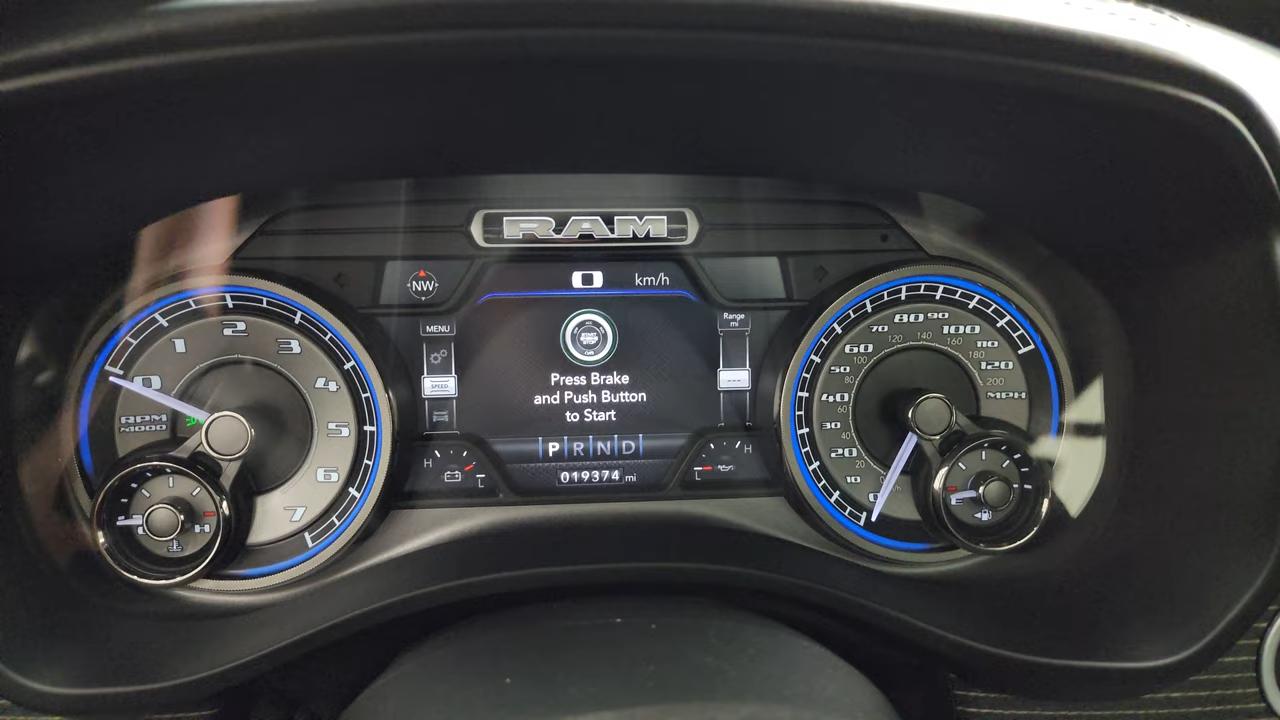 RAM
NW
0 km/h
MENU
SPEED
Range
mi
START
STOP
Press Brake
and Push Button
to Start
P R N D
019374 mi
H L
L H
0 1 2 3 4 5 6 7
RPM
x1000
H
0 10 20 30 40 50 60 70 80 90 100 110 120
MPH
20 40 60 80 100 120 140 160 180 200
E